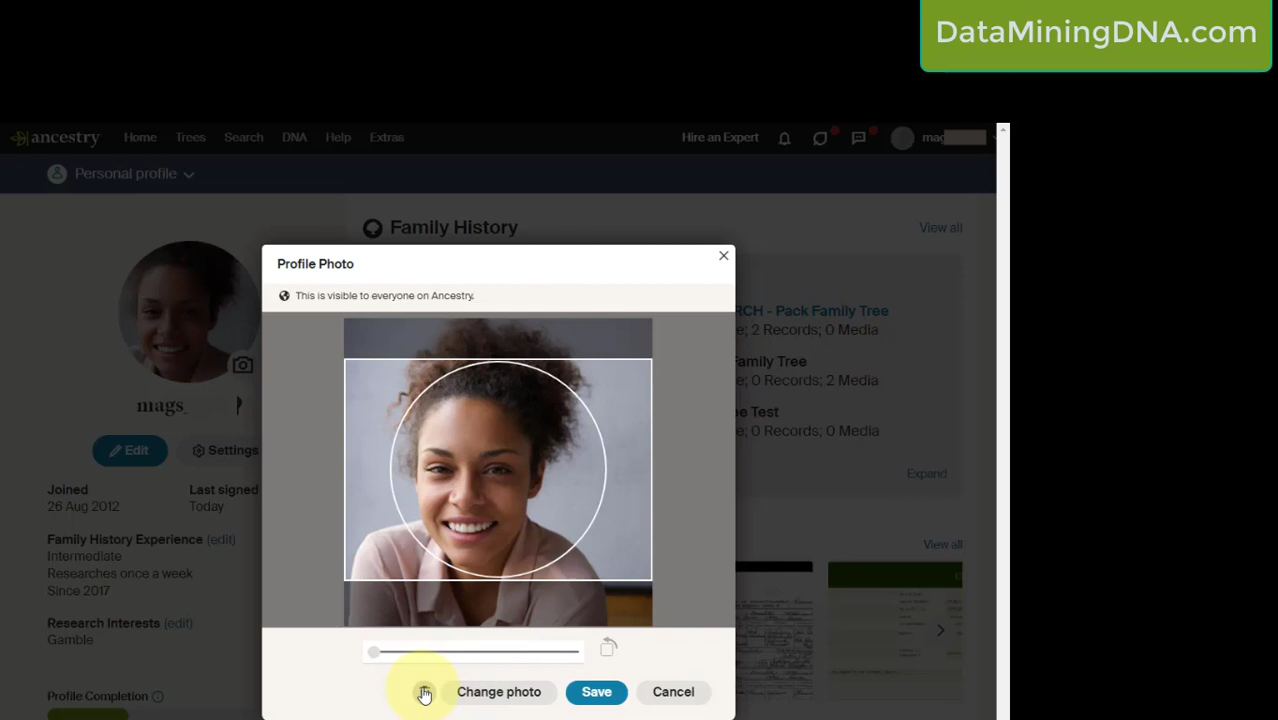 DataMiningDNA.com
ancestry Home Trees Search DNA Help Extras Hire an Expert mag
Personal profile
Family History View all
Profile Photo
This is visible to everyone on Ancestry.
RCH - Pack Family Tree
2 Records; 0 Media
Family Tree
0 Records; 2 Media
Test
0 Records; 0 Media
Expand
mags_
Edit Settings
Joined Last signed
26 Aug 2012 Today
Family History Experience (edit)
Intermediate
Researches once a week
Since 2017
Research Interests (edit)
Gamble
View all
Profile Completion
Change photo Save Cancel